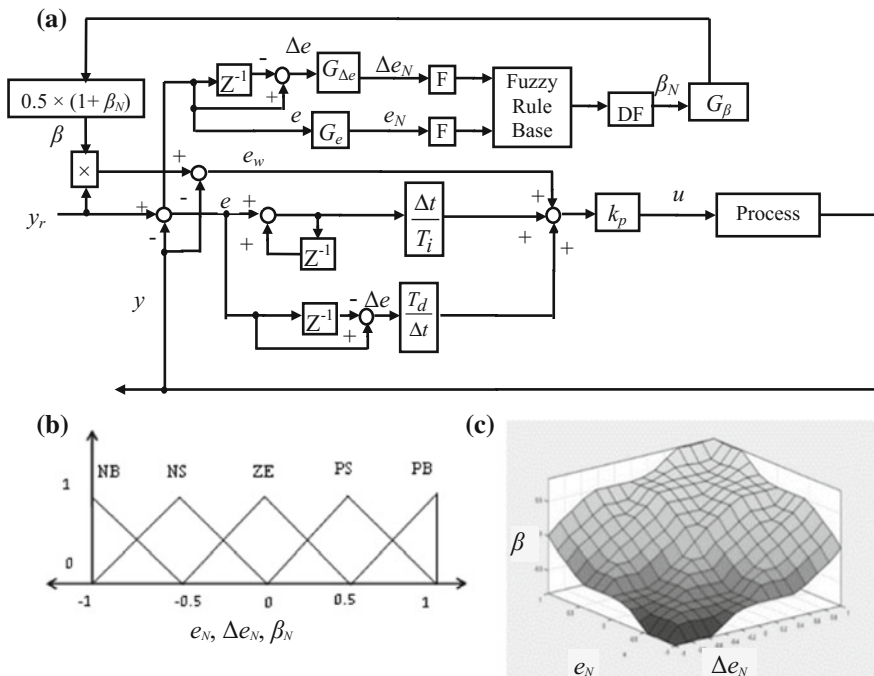 (a)
Δe
G_Δe
Δe_N
F
Z⁻¹
-
+
0.5 × (1+ β_N)
e
G_e
e_N
F
Fuzzy
Rule
Base
DF
β_N
G_β
β
×
+
e_w
-
y_r
+
-
-
e
+
+
Z⁻¹
Δt
T_i
+
+
+
k_p
u
Process
y
Z⁻¹
-
+
Δe
T_d
Δt
(b)
1
NB NS ZE PS PB
0
-1 -0.5 0 0.5 1
e_N, Δe_N, β_N
(c)
β
e_N
Δe_N